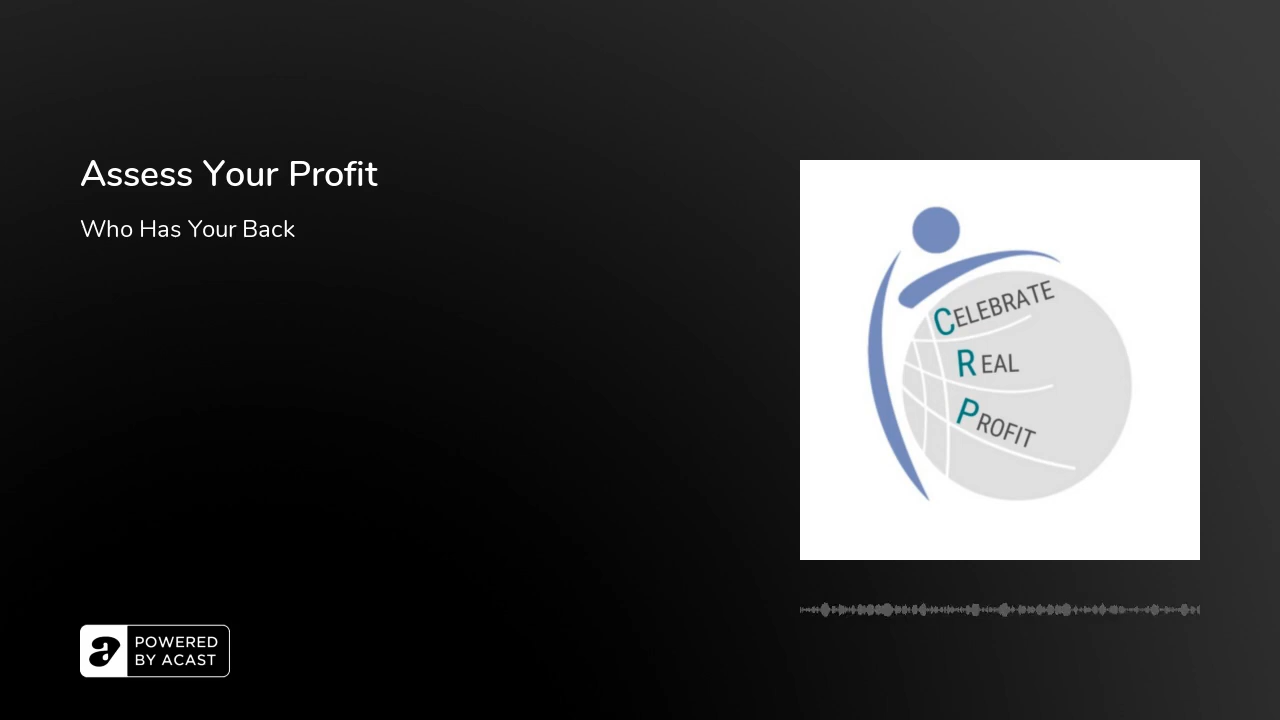 Assess Your Profit
Who Has Your Back
CELEBRATE
REAL
PROFIT
POWERED
BY ACAST